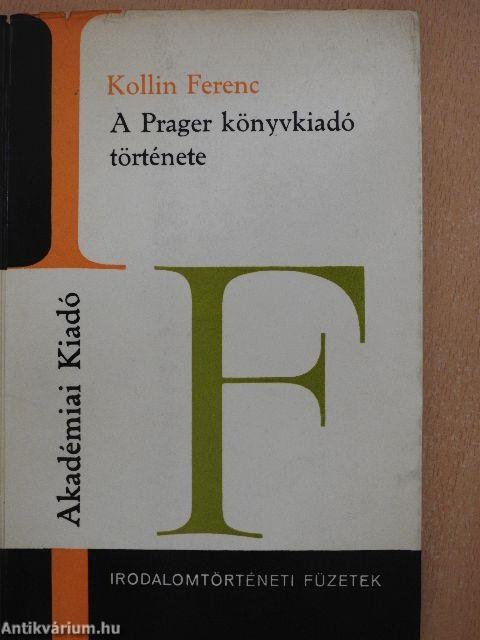 Kollin Ferenc
A Prager könyvkiadó
története
IF
Akadémiai Kiadó
IRODALOMTÖRTÉNETI FÜZETEK
Antikvárium.hu